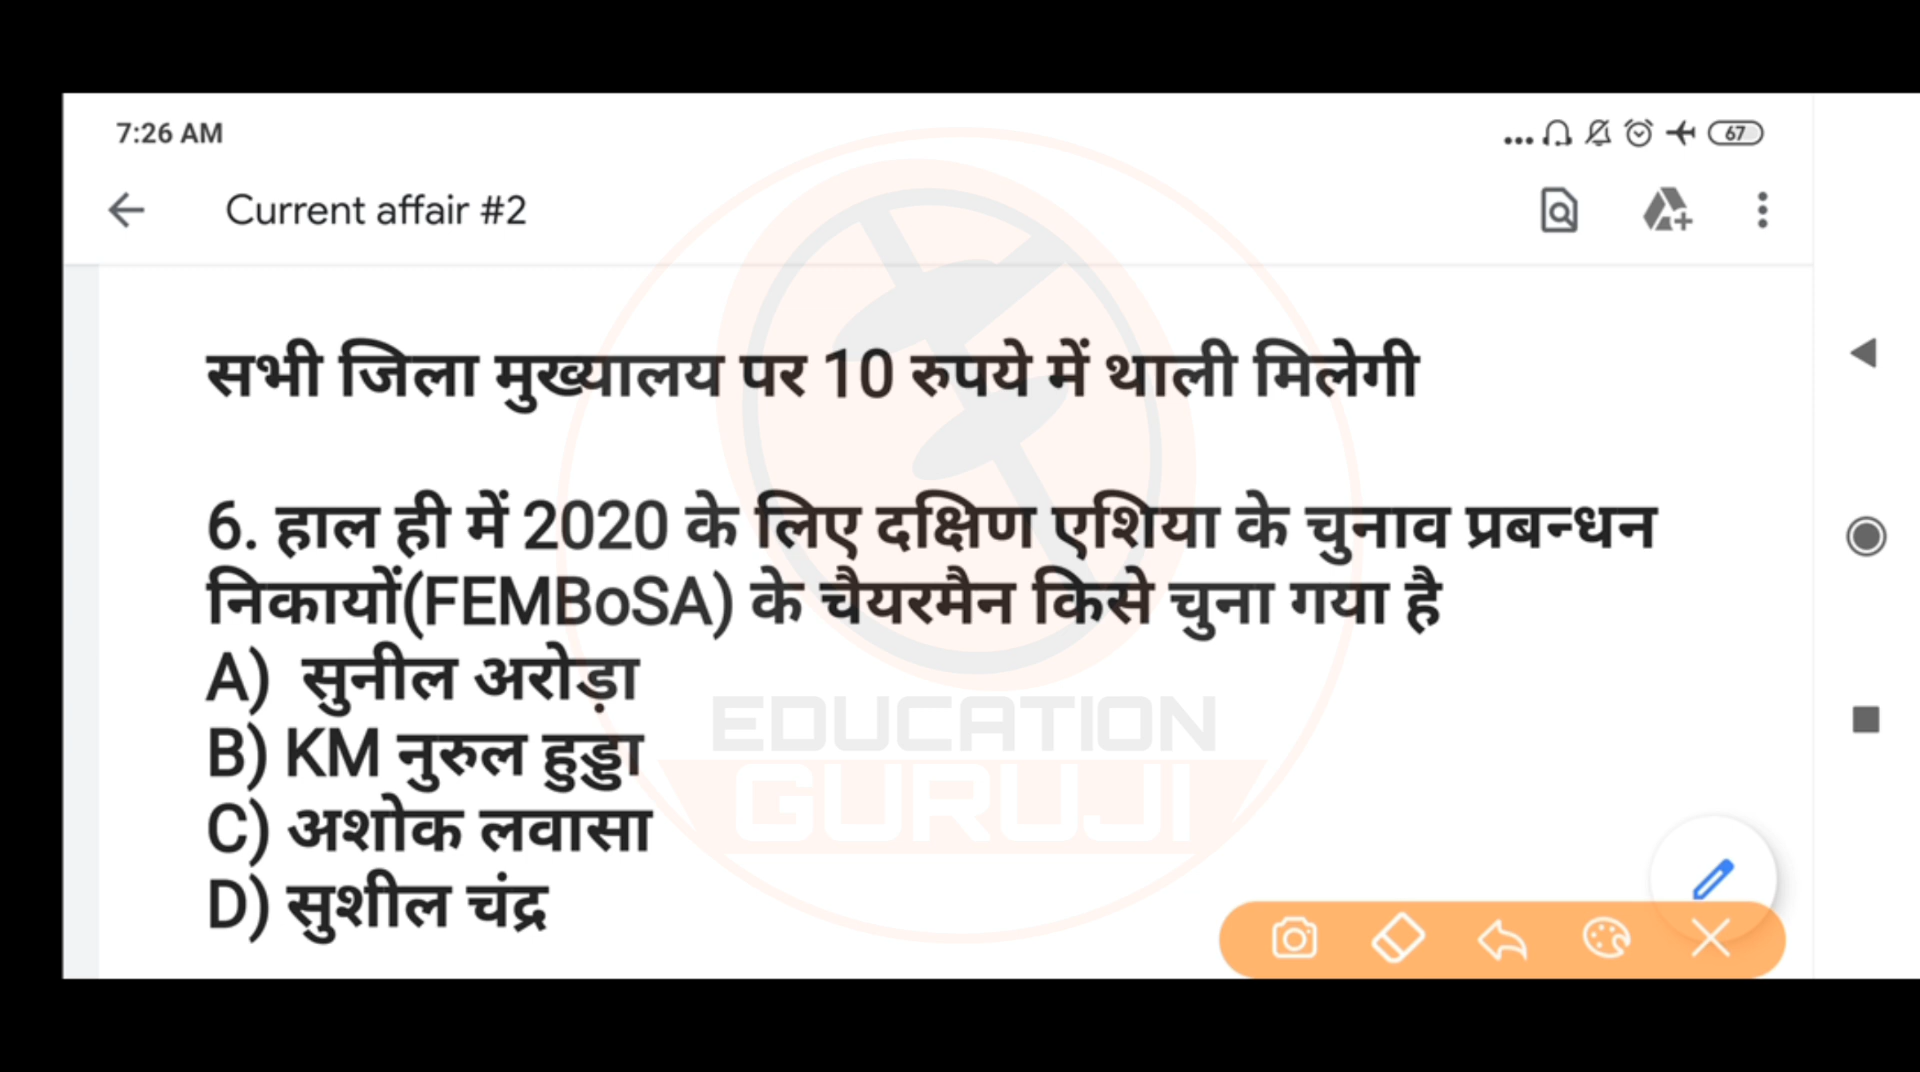 7:26 AM
67
Current affair #2
सभी जिला मुख्यालय पर 10 रुपये में थाली मिलेगी
6. हाल ही में 2020 के लिए दक्षिण एशिया के चुनाव प्रबन्धन
निकायों(FEMBoSA) के चैयरमैन किसे चुना गया है
A) सुनील अरोड़ा
B) KM नुरुल हुड्डा
C) अशोक लवासा
D) सुशील चंद्र
EDUCATION
GURUJI